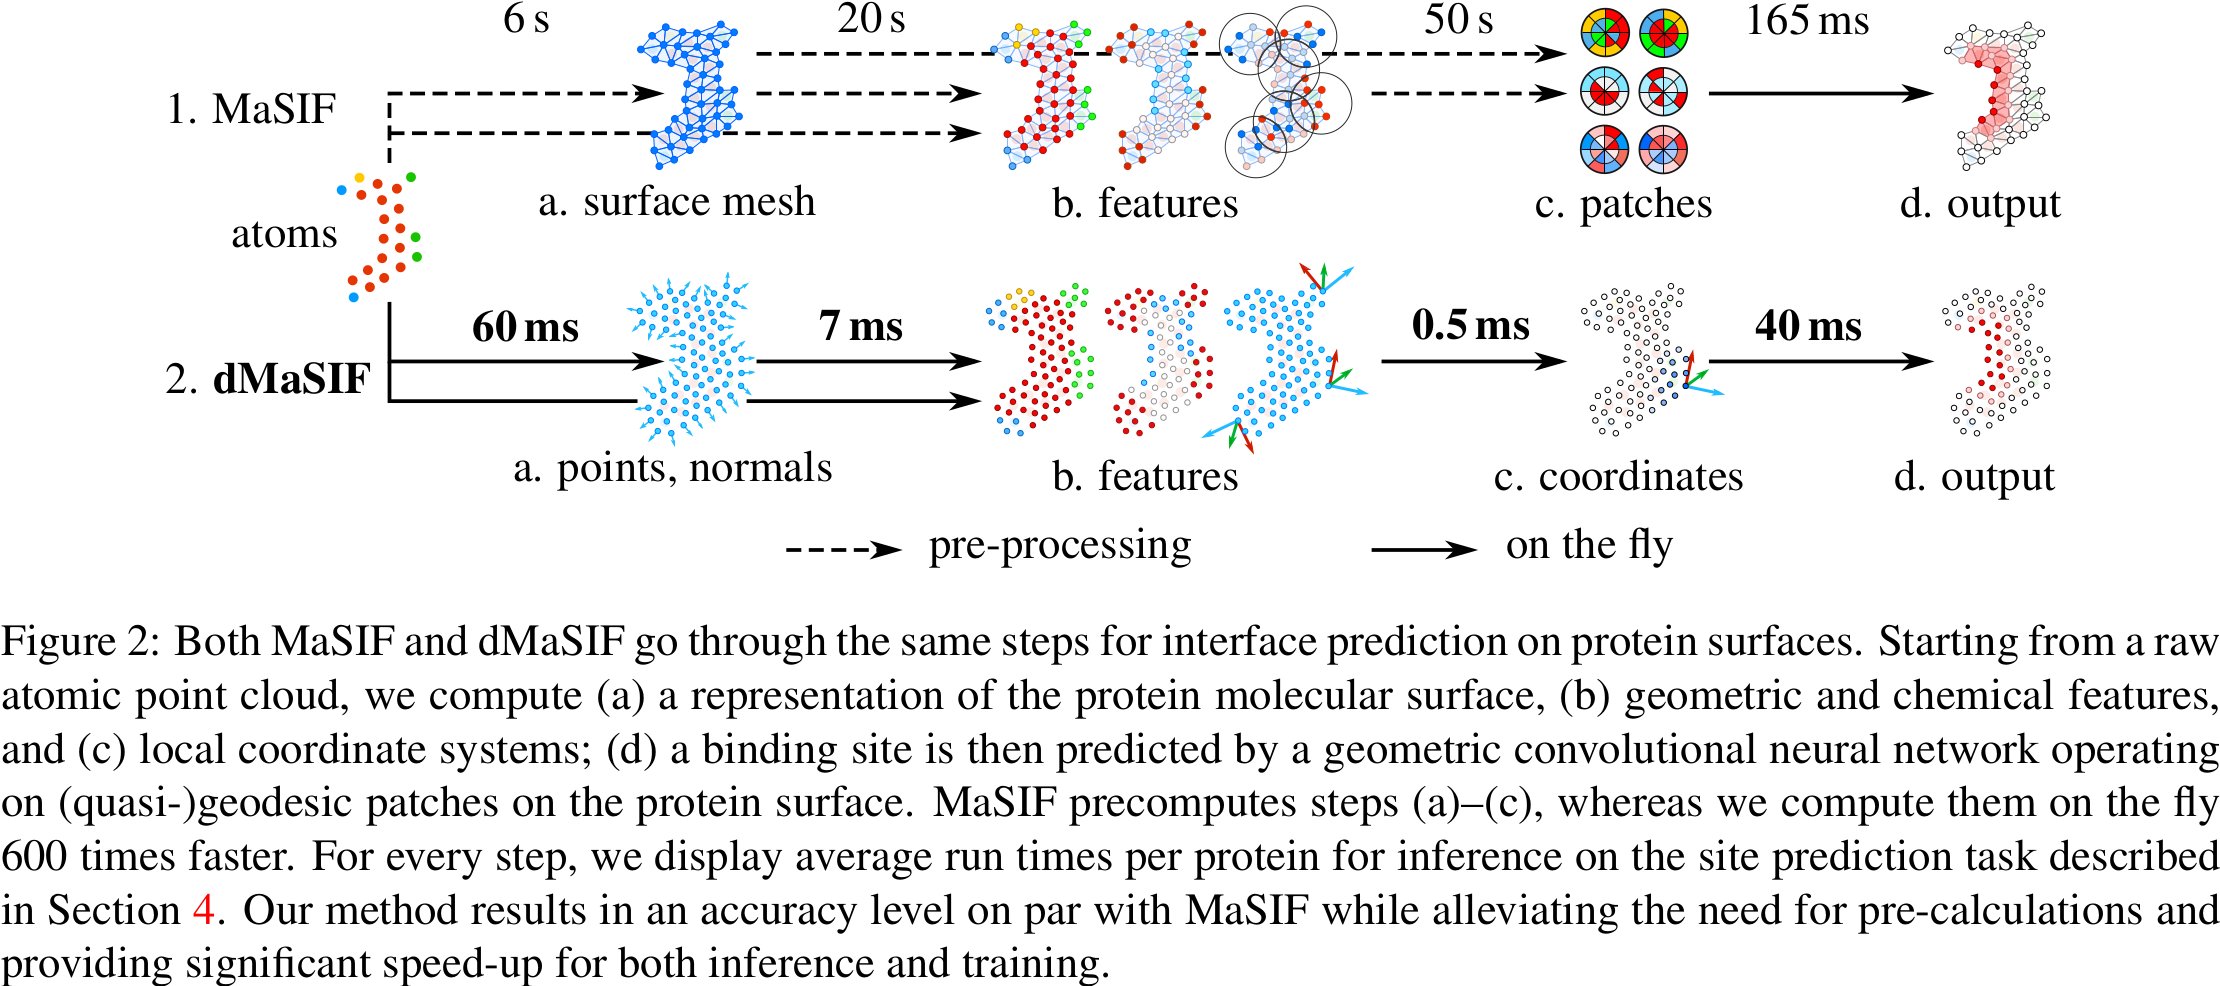 6 s 20 s 50 s 165 ms
1. MaSIF
a. surface mesh b. features c. patches d. output
atoms
60 ms 7 ms 0.5 ms 40 ms
2. dMaSIF
a. points, normals b. features c. coordinates d. output
pre-processing on the fly
Figure 2: Both MaSIF and dMaSIF go through the same steps for interface prediction on protein surfaces. Starting from a raw
atomic point cloud, we compute (a) a representation of the protein molecular surface, (b) geometric and chemical features,
and (c) local coordinate systems; (d) a binding site is then predicted by a geometric convolutional neural network operating
on (quasi-)geodesic patches on the protein surface. MaSIF precomputes steps (a)–(c), whereas we compute them on the fly
600 times faster. For every step, we display average run times per protein for inference on the site prediction task described
in Section 4. Our method results in an accuracy level on par with MaSIF while alleviating the need for pre-calculations and
providing significant speed-up for both inference and training.